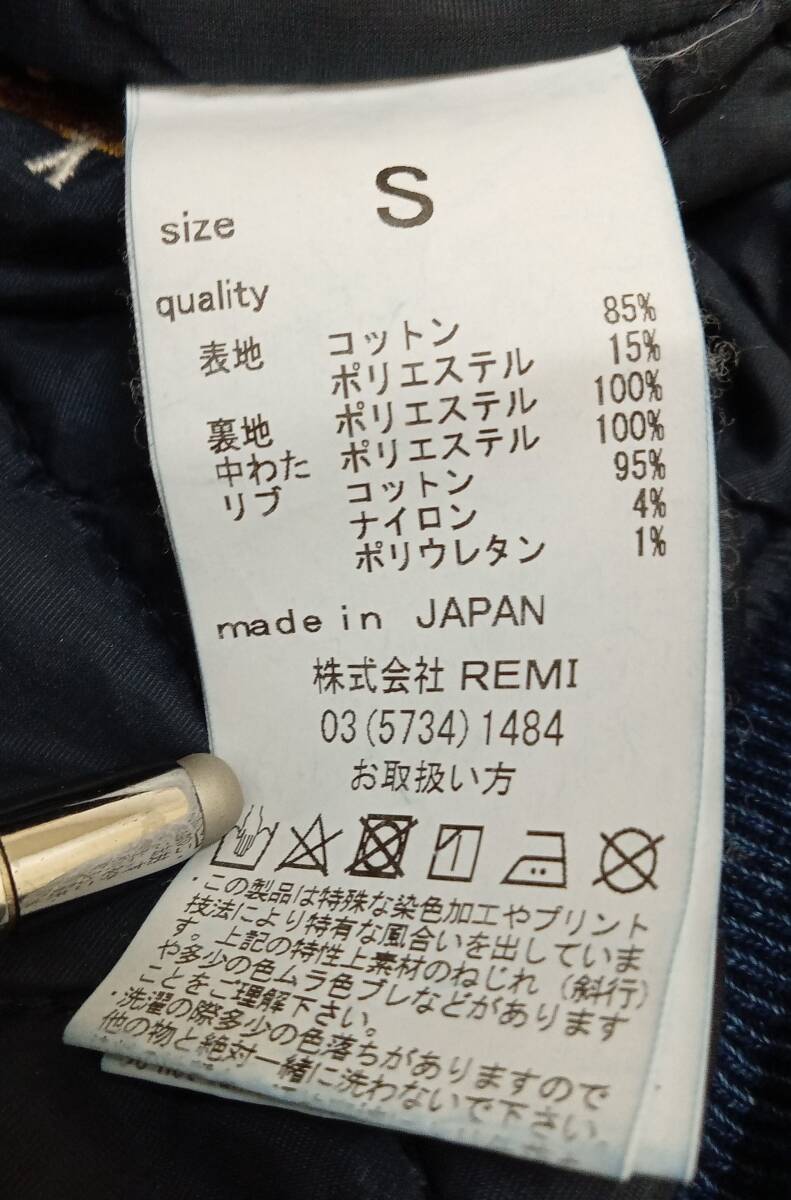 size S
quality
表地 コットン 85%
ポリエステル 15%
裏地 ポリエステル 100%
中わた ポリエステル 100%
リブ コットン 95%
ナイロン 4%
ポリウレタン 1%
made in JAPAN
株式会社 REMI
03(5734)1484
お取扱い方
・この製品は特殊な染色加工やプリント
技法により特有な風合いを出していま
す。上記の特性上素材のねじれ（斜行）
や多少の色ムラ色ブレなどがあります
ことをご理解下さい。
・洗濯の際多少の色落ちがありますので
他の物と絶対一緒に洗わないで下さい。